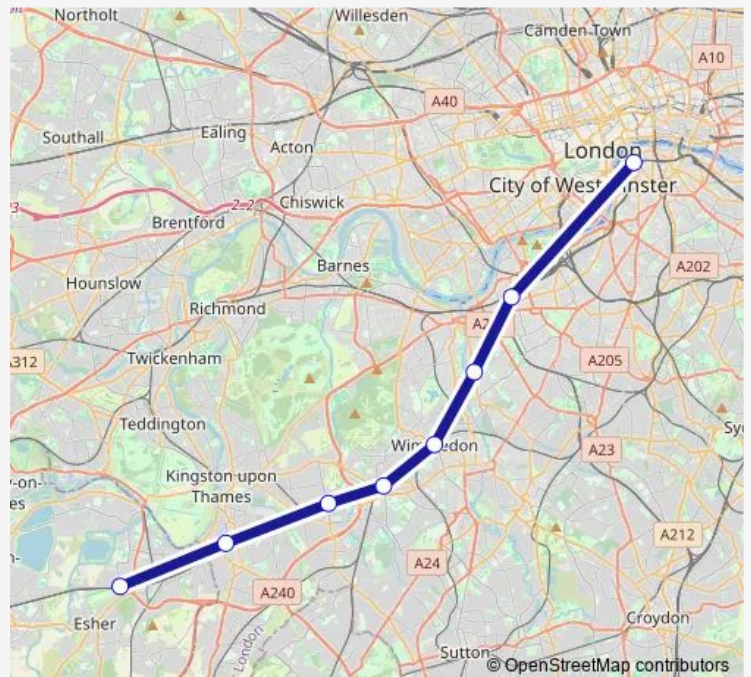 Northolt
Willesden
Camden Town
A10
A40
Southall
Ealing
Acton
London
City of Westminster
Chiswick
Brentford
Barnes
Hounslow
A202
Richmond
A205
Twickenham
Teddington
Wimbledon
A23
Kingston upon
Thames
A212
A24
A240
Esher
Croydon
London
Sutton
© OpenStreetMap contributors